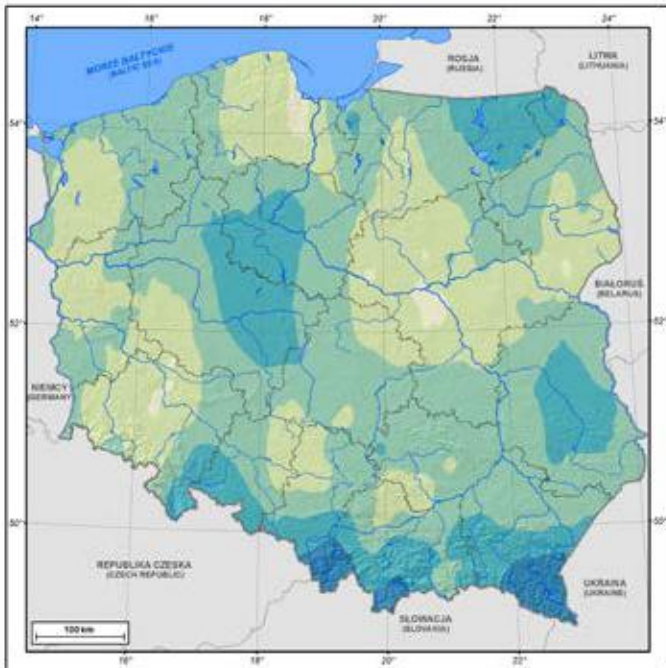 14° 16° 18° 20° 22° 24°
MORZE BAŁTYCKIE
(BALTIC SEA)
ROSJA
(RUSSIA)
LITWA
(LITHUANIA)
54° 54°
BIAŁORUŚ
(BELARUS)
52° 52°
NIEMCY
(GERMANY)
50° 50°
REPUBLIKA CZESKA
(CZECH REPUBLIC)
UKRAINA
(UKRAINE)
SŁOWACJA
(SLOVAKIA)
100 km
16° 18° 20° 22°